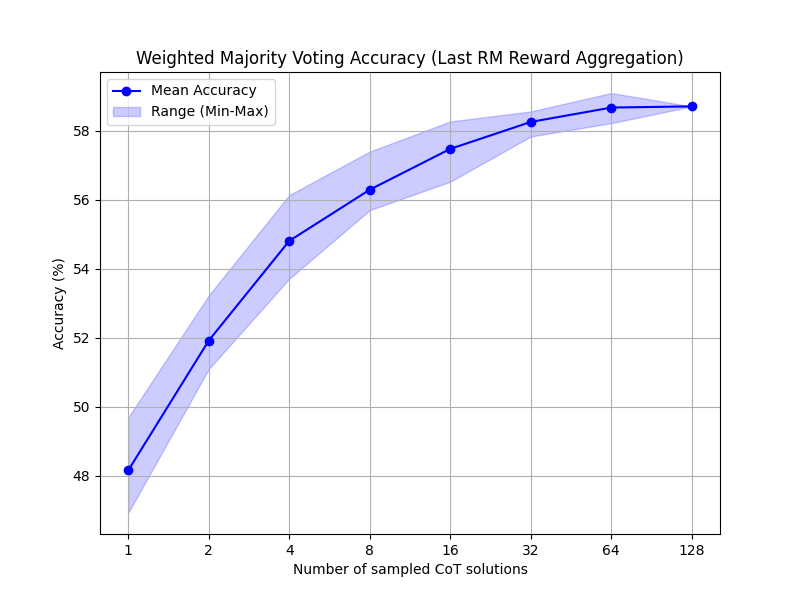 Weighted Majority Voting Accuracy (Last RM Reward Aggregation)
Mean Accuracy
Range (Min-Max)
Accuracy (%)
58
56
54
52
50
48
1 2 4 8 16 32 64 128
Number of sampled CoT solutions